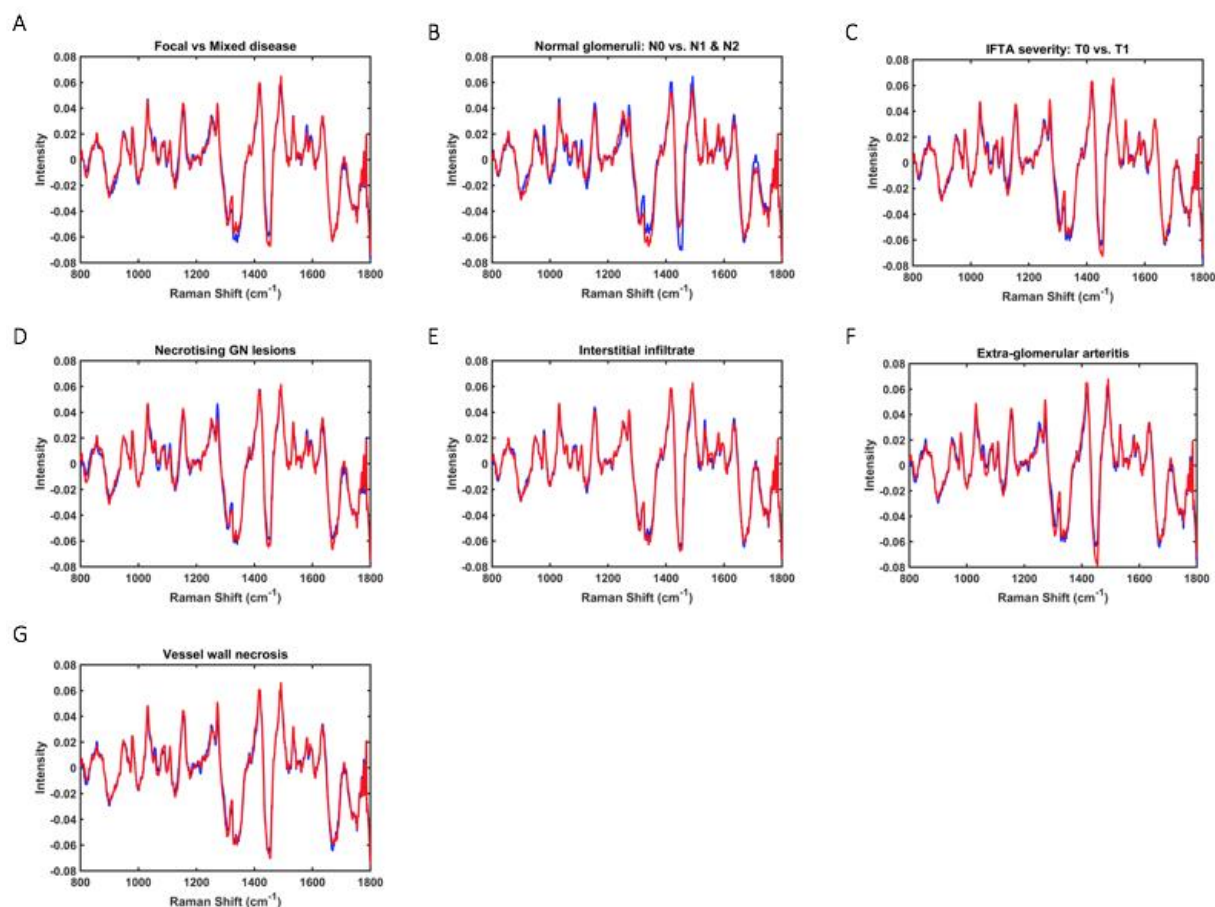 A
Focal vs Mixed disease
0.08
0.06
0.04
0.02
0
-0.02
-0.04
-0.06
-0.08
Intensity
800 1000 1200 1400 1600 1800
Raman Shift (cm⁻¹)
B
Normal glomeruli: N0 vs. N1 & N2
0.08
0.06
0.04
0.02
0
-0.02
-0.04
-0.06
-0.08
Intensity
800 1000 1200 1400 1600 1800
Raman Shift (cm⁻¹)
C
IFTA severity: T0 vs. T1
0.08
0.06
0.04
0.02
0
-0.02
-0.04
-0.06
-0.08
Intensity
800 1000 1200 1400 1600 1800
Raman Shift (cm⁻¹)
D
Necrotising GN lesions
0.08
0.06
0.04
0.02
0
-0.02
-0.04
-0.06
-0.08
Intensity
800 1000 1200 1400 1600 1800
Raman Shift (cm⁻¹)
E
Interstitial infiltrate
0.08
0.06
0.04
0.02
0
-0.02
-0.04
-0.06
-0.08
Intensity
800 1000 1200 1400 1600 1800
Raman Shift (cm⁻¹)
F
Extra-glomerular arteritis
0.08
0.06
0.04
0.02
0
-0.02
-0.04
-0.06
-0.08
Intensity
800 1000 1200 1400 1600 1800
Raman Shift (cm⁻¹)
G
Vessel wall necrosis
0.08
0.06
0.04
0.02
0
-0.02
-0.04
-0.06
-0.08
Intensity
800 1000 1200 1400 1600 1800
Raman Shift (cm⁻¹)